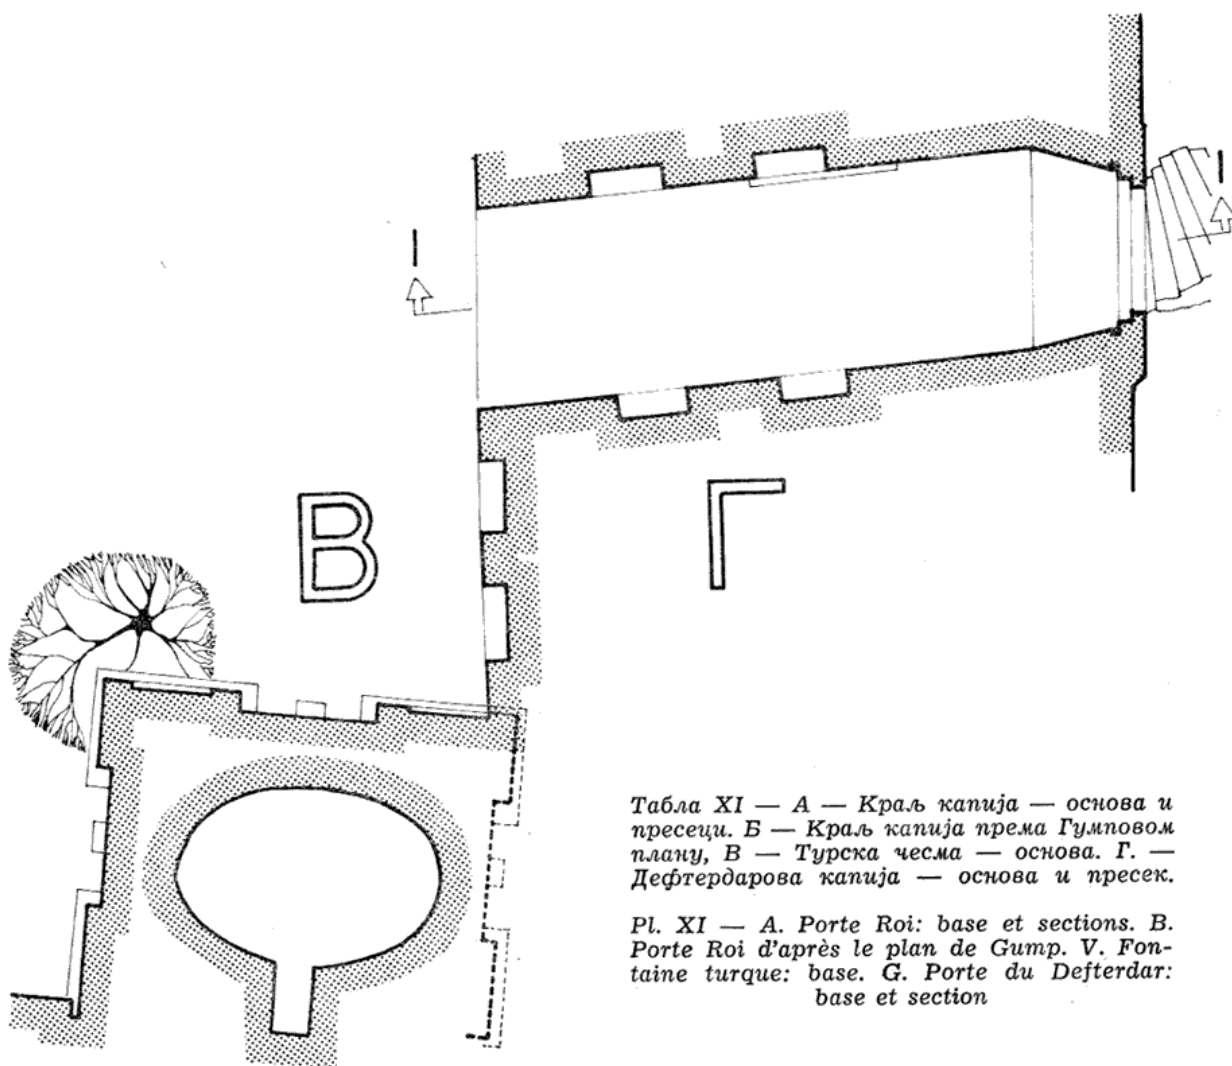 I
I
В
Г
Табла XI — А — Краљ капија — основа и
пресеци. Б — Краљ капија према Гумповом
плану, В — Турска чесма — основа. Г. —
Дефтердарова капија — основа и пресек.
Pl. XI — A. Porte Roi: base et sections. B.
Porte Roi d'après le plan de Gump. V. Fon-
taine turque: base. G. Porte du Defterdar:
base et section